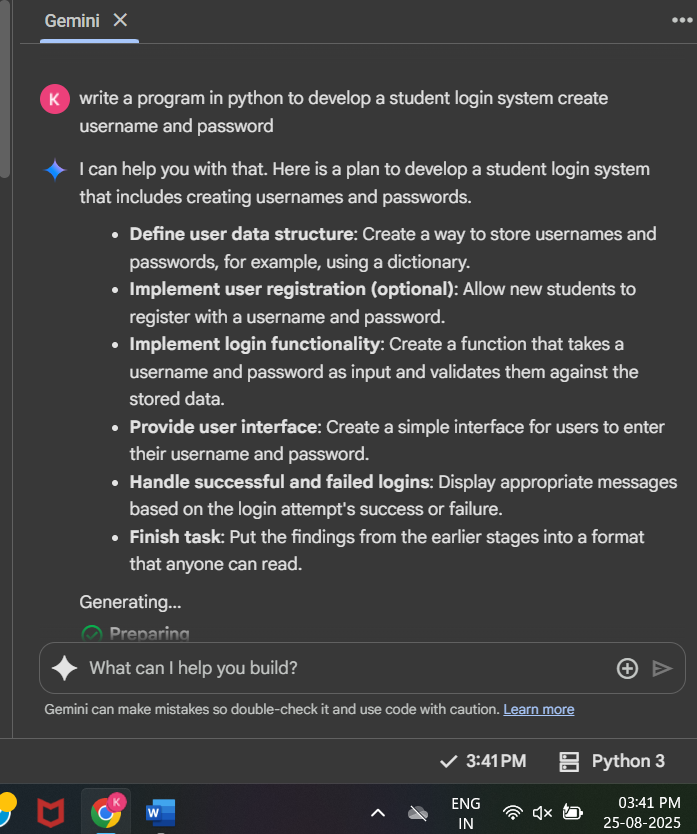 Gemini
K
write a program in python to develop a student login system create
username and password
I can help you with that. Here is a plan to develop a student login system
that includes creating usernames and passwords.
• Define user data structure: Create a way to store usernames and
passwords, for example, using a dictionary.
• Implement user registration (optional): Allow new students to
register with a username and password.
• Implement login functionality: Create a function that takes a
username and password as input and validates them against the
stored data.
• Provide user interface: Create a simple interface for users to enter
their username and password.
• Handle successful and failed logins: Display appropriate messages
based on the login attempt's success or failure.
• Finish task: Put the findings from the earlier stages into a format
that anyone can read.
Generating...
Preparing
What can I help you build?
Gemini can make mistakes so double-check it and use code with caution. Learn more
3:41 PM
Python 3
K
W
ENG
IN
03:41 PM
25-08-2025